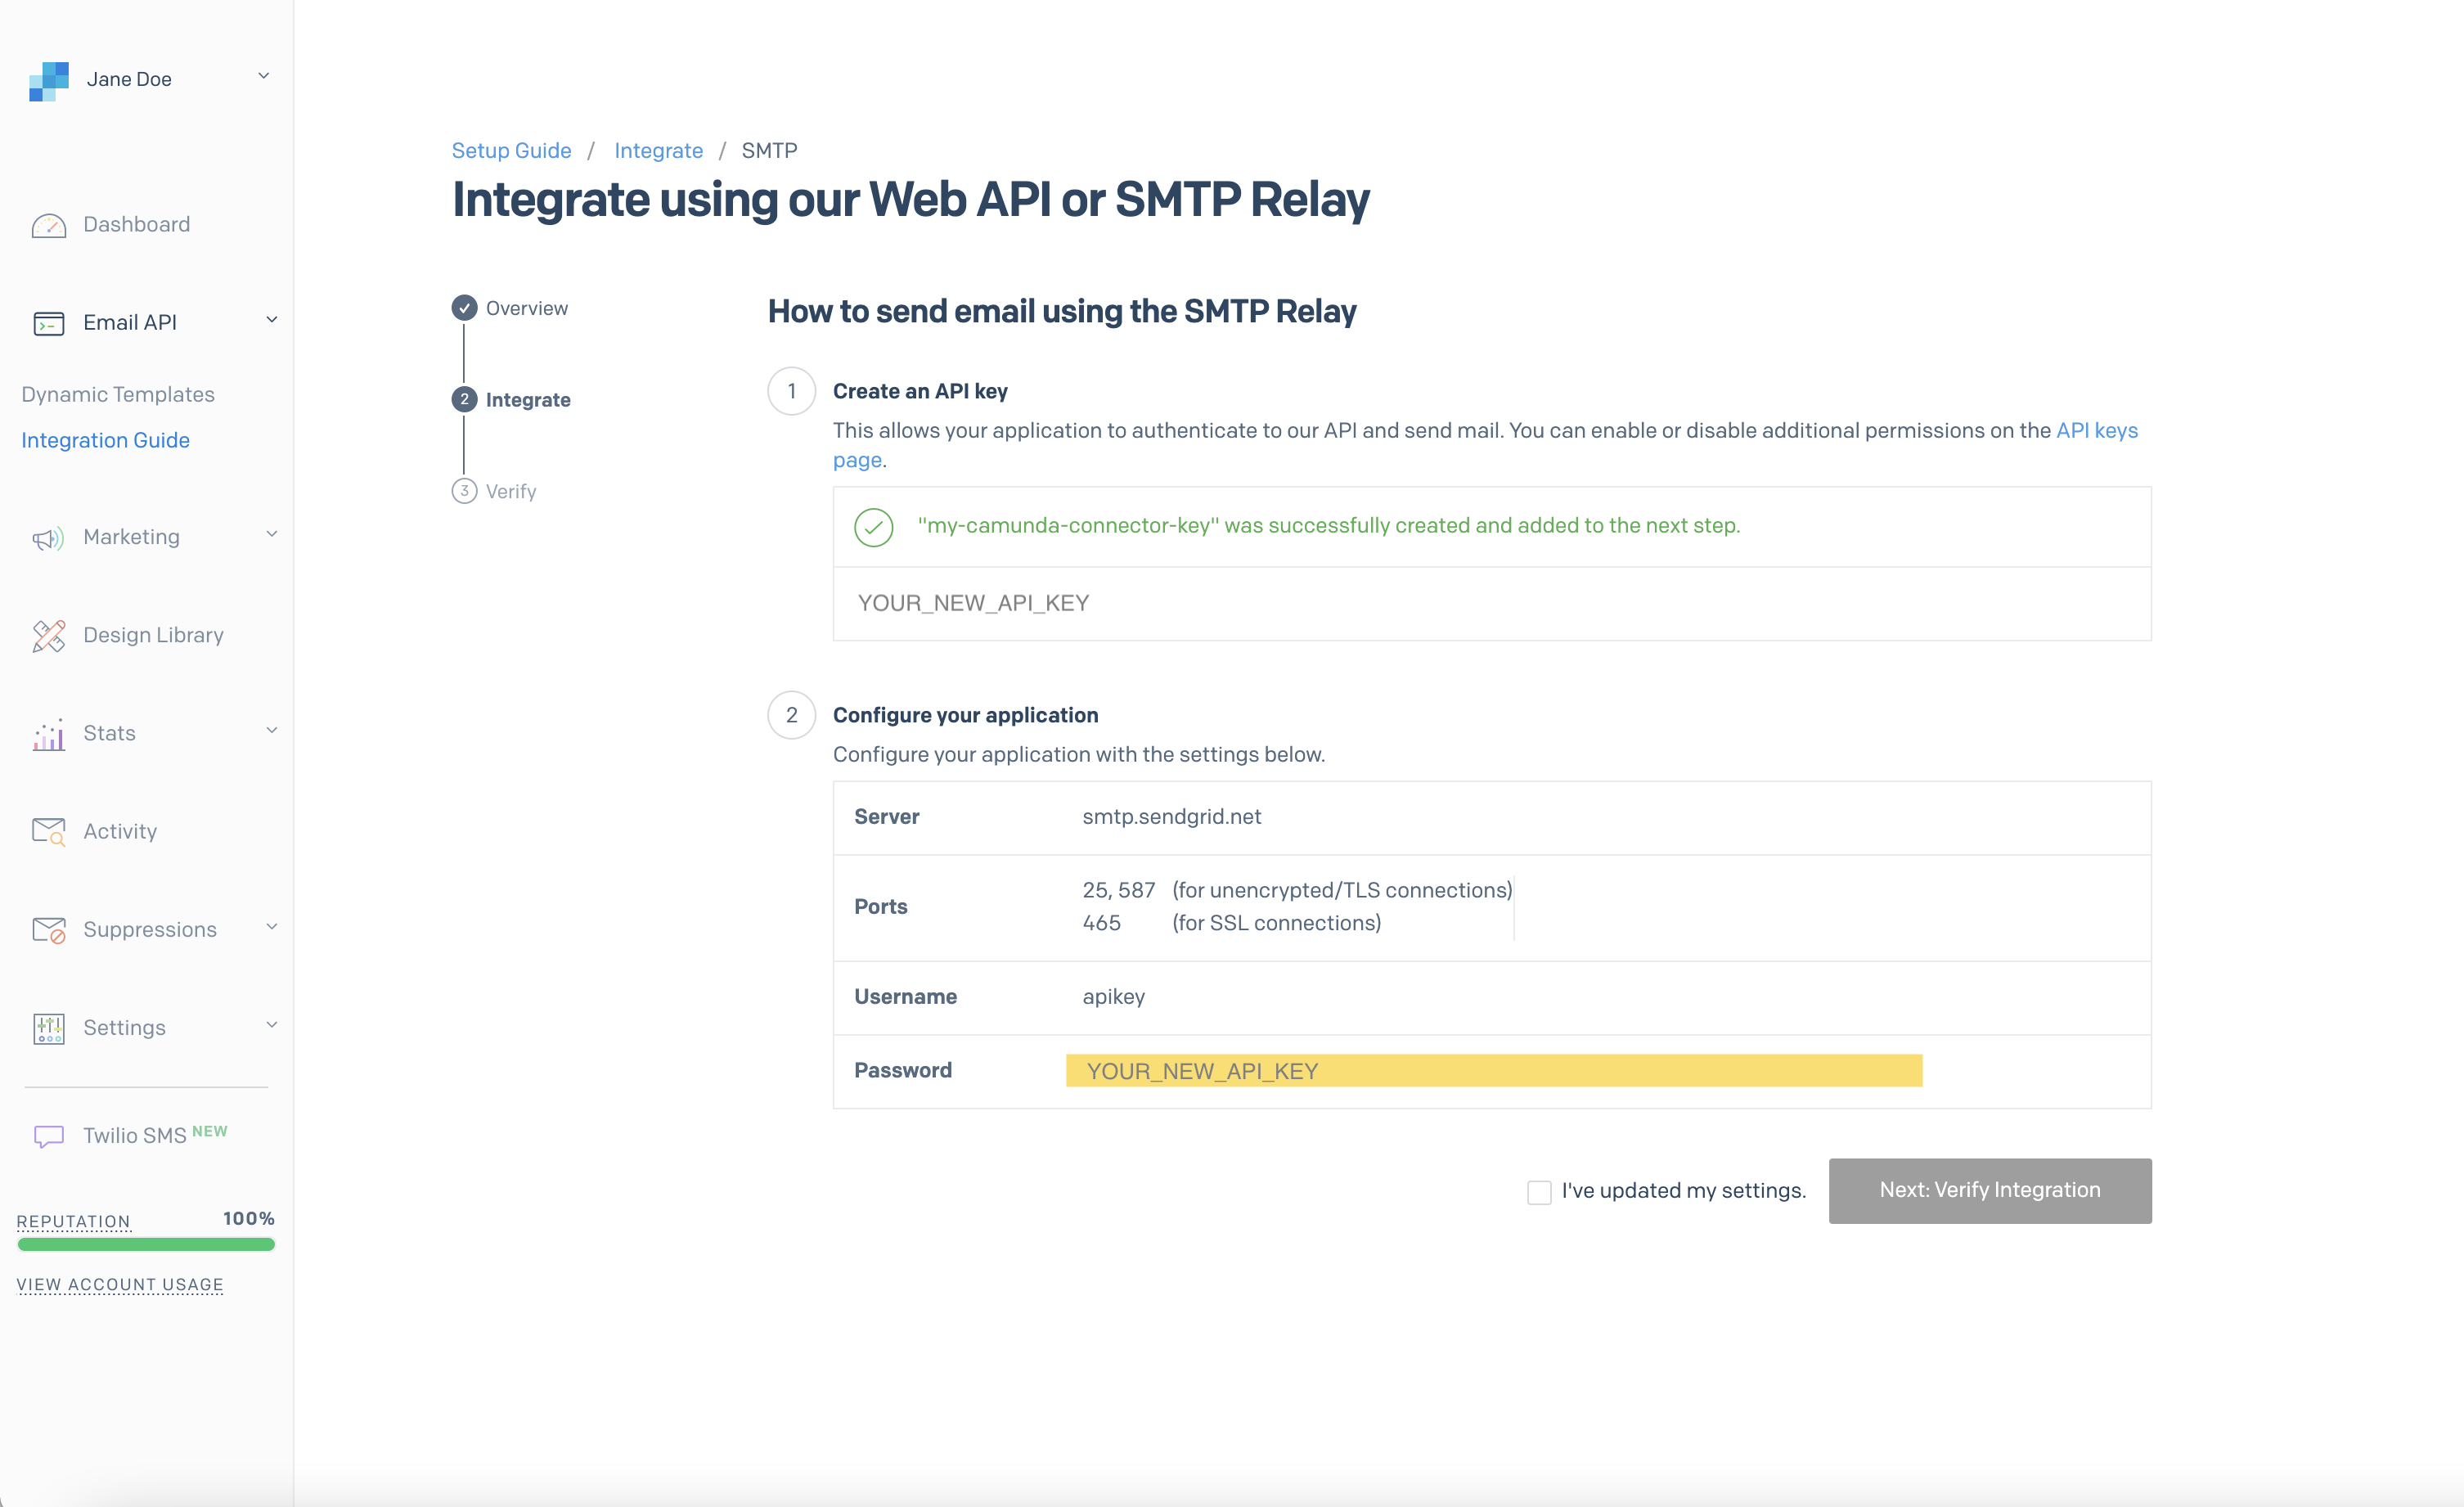 Jane Doe
Dashboard
Email API
Dynamic Templates
Integration Guide
Marketing
Design Library
Stats
Activity
Suppressions
Settings
Twilio SMS NEW
REPUTATION 100%
VIEW ACCOUNT USAGE
Setup Guide / Integrate / SMTP
Integrate using our Web API or SMTP Relay
Overview
2 Integrate
3 Verify
How to send email using the SMTP Relay
1 Create an API key
This allows your application to authenticate to our API and send mail. You can enable or disable additional permissions on the API keys
page.
"my-camunda-connector-key" was successfully created and added to the next step.
YOUR_NEW_API_KEY
2 Configure your application
Configure your application with the settings below.
Server smtp.sendgrid.net
Ports 25, 587 (for unencrypted/TLS connections)
465 (for SSL connections)
Username apikey
Password YOUR_NEW_API_KEY
I've updated my settings. Next: Verify Integration